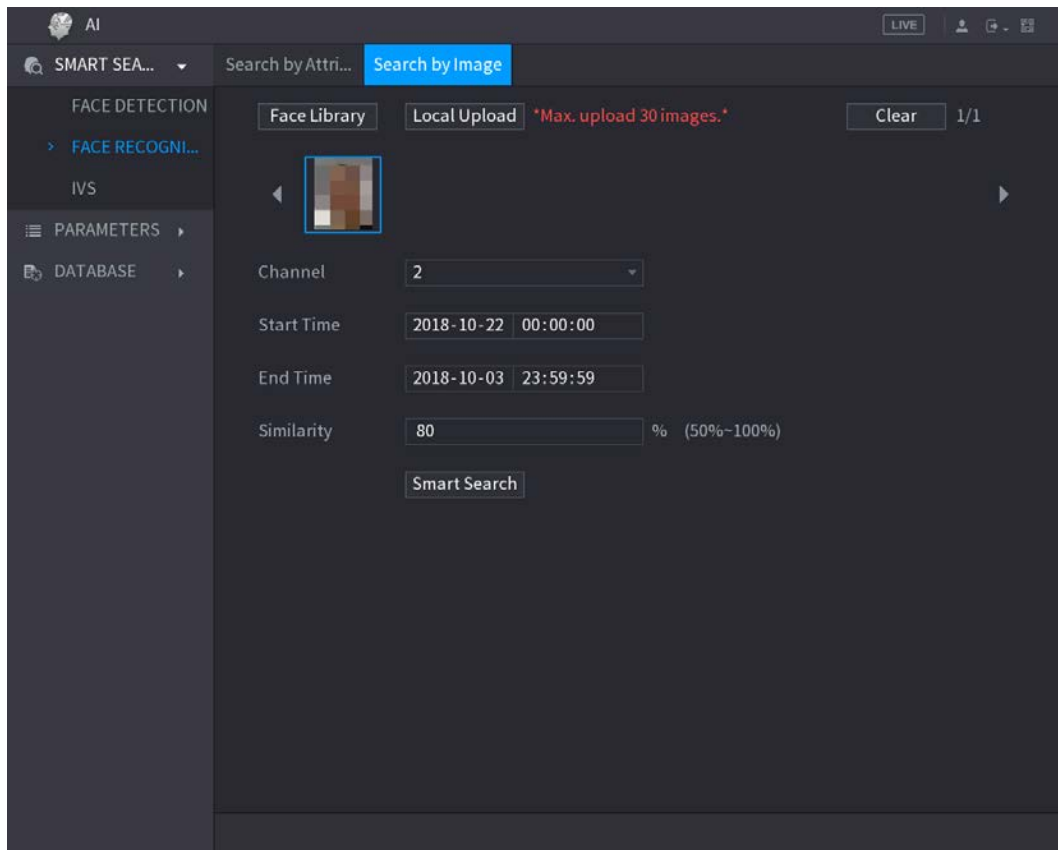 AI LIVE
SMART SEA... Search by Attri... Search by Image
FACE DETECTION
Face Library Local Upload *Max. upload 30 images.* Clear 1/1
FACE RECOGNI...
IVS
PARAMETERS
DATABASE
Channel 2
Start Time 2018-10-22 00:00:00
End Time 2018-10-03 23:59:59
Similarity 80 % (50%~100%)
Smart Search